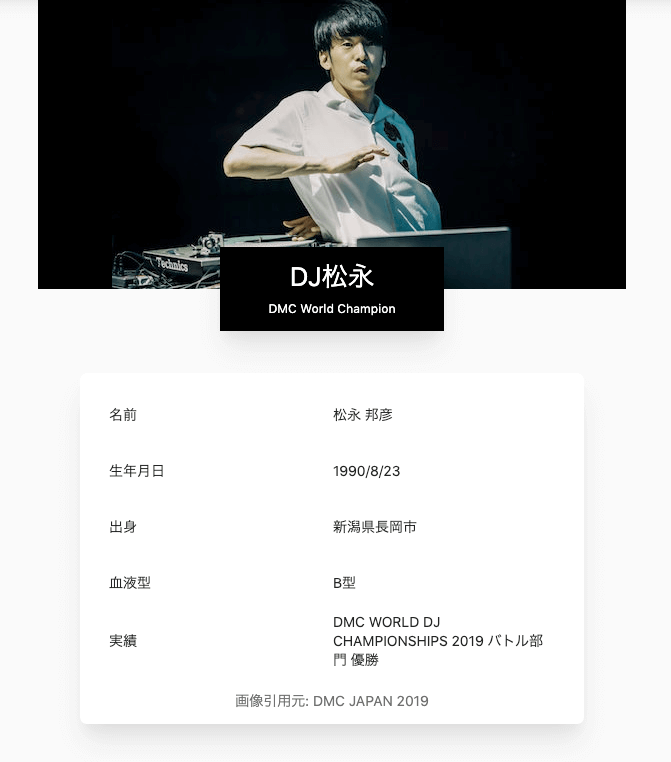 Technics
DJ松永
DMC World Champion
名前
松永 邦彦
生年月日
1990/8/23
出身
新潟県長岡市
血液型
B型
実績
DMC WORLD DJ
CHAMPIONSHIPS 2019 バトル部
門 優勝
画像引用元: DMC JAPAN 2019